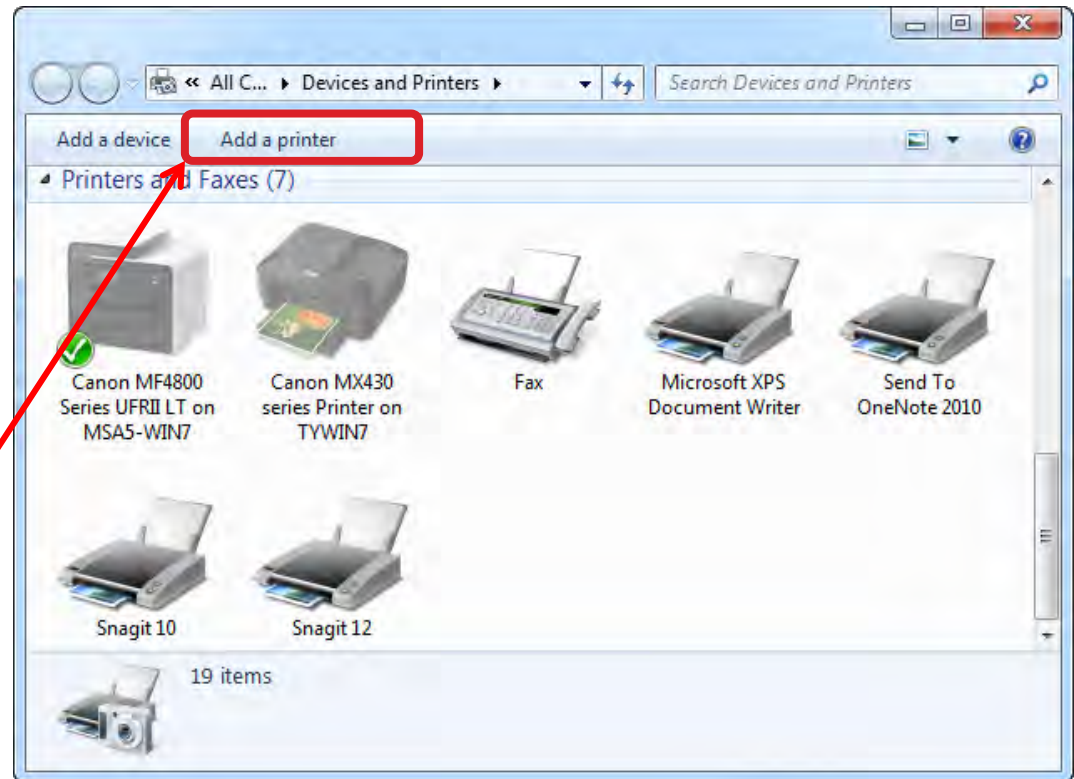 « All C... ▸ Devices and Printers ▸
Search Devices and Printers
Add a device Add a printer
Printers and Faxes (7)
Canon MF4800
Series UFRII LT on
MSA5-WIN7
Canon MX430
series Printer on
TYWIN7
Fax
Microsoft XPS
Document Writer
Send To
OneNote 2010
Snagit 10
Snagit 12
19 items